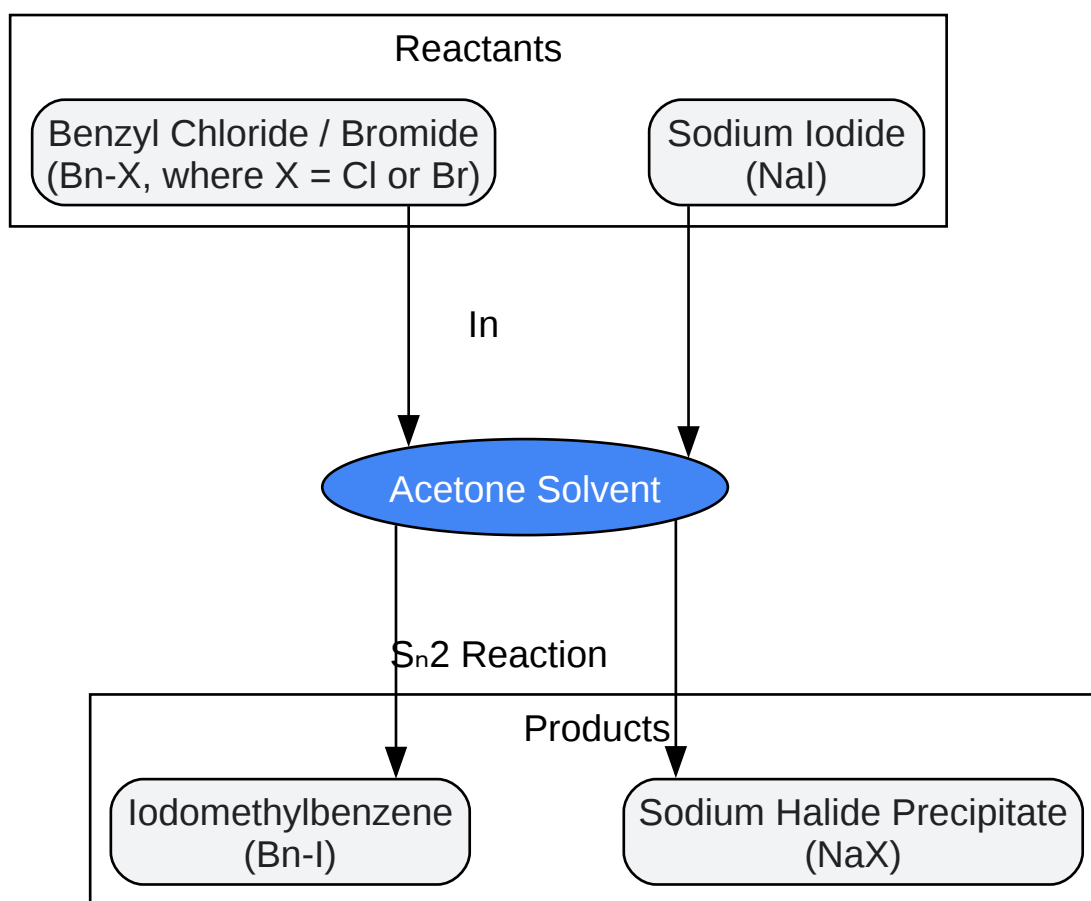 Reactants
Benzyl Chloride / Bromide
(Bn-X, where X = Cl or Br)
Sodium Iodide
(NaI)
In
Acetone Solvent
Sₙ2 Reaction
Products
Iodomethylbenzene
(Bn-I)
Sodium Halide Precipitate
(NaX)